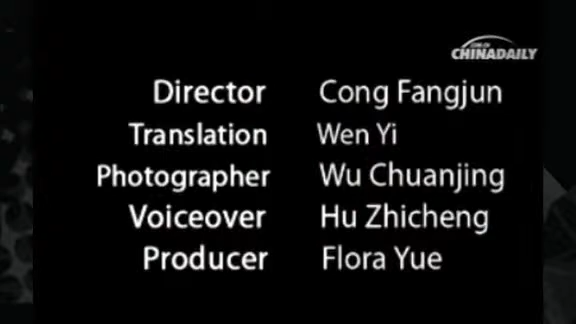 CHINADAILY
Director Cong Fangjun
Translation Wen Yi
Photographer Wu Chuanjing
Voiceover Hu Zhicheng
Producer Flora Yue